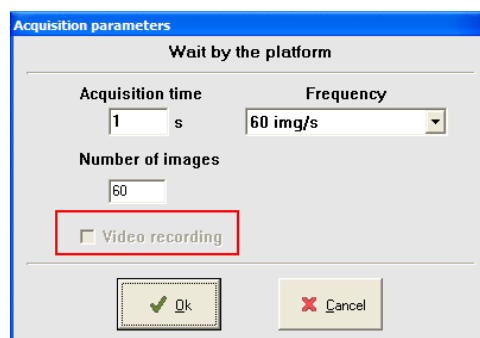 Acquisition parameters
Wait by the platform
Acquisition time
1 s
Frequency
60 img/s
Number of images
60
Video recording
Ok
Cancel